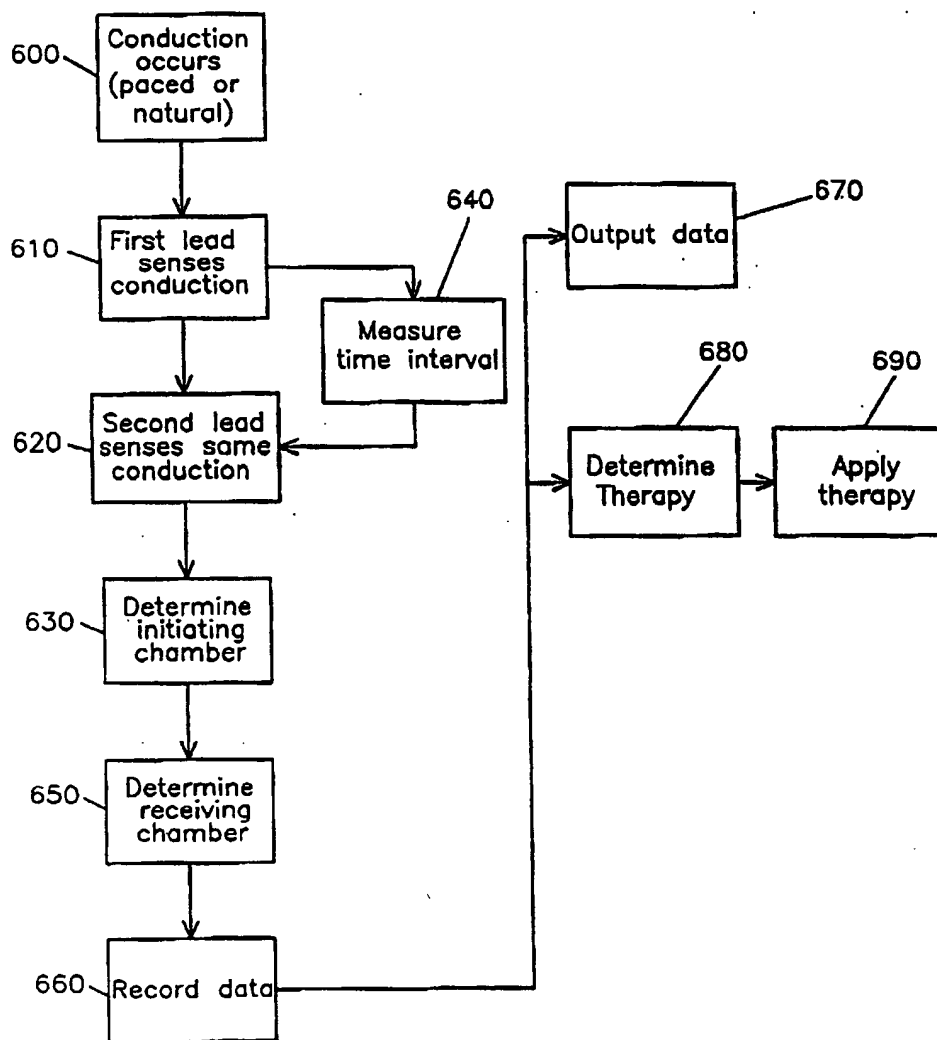 600
Conduction
occurs
(paced or
natural)
610
First lead
senses
conduction
640
Measure
time interval
620
Second lead
senses same
conduction
630
Determine
initiating
chamber
650
Determine
receiving
chamber
660
Record data
670
Output data
680
Determine
Therapy
690
Apply
therapy